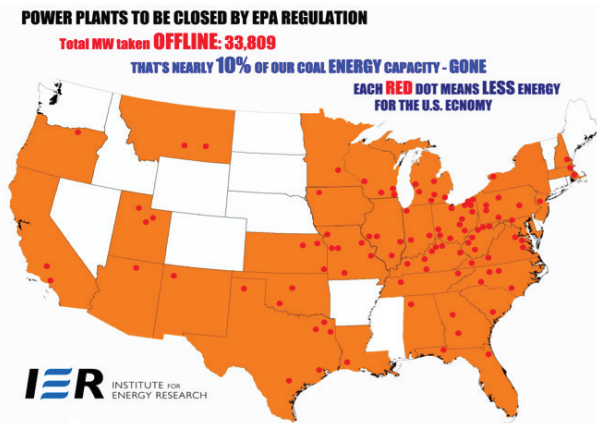 POWER PLANTS TO BE CLOSED BY EPA REGULATION
Total MW taken OFFLINE: 33,809
THAT'S NEARLY 10% OF OUR COAL ENERGY CAPACITY - GONE
EACH RED DOT MEANS LESS ENERGY
FOR THE U.S. ECNOMY
IER
INSTITUTE FOR
ENERGY RESEARCH